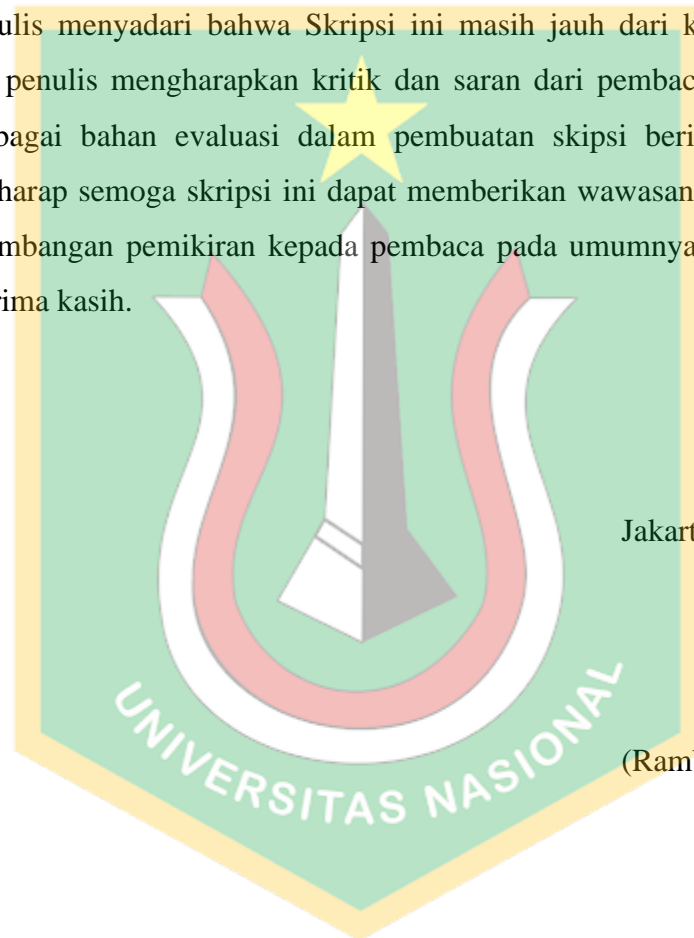 ulis menyadari bahwa Skripsi ini masih jauh dari k
penulis mengharapkan kritik dan saran dari pembac
bagai bahan evaluasi dalam pembuatan skipsi beri
harap semoga skripsi ini dapat memberikan wawasan
mbangan pemikiran kepada pembaca pada umumnya
rima kasih.
Jakart
(Ram
UNIVERSITAS NASIONAL